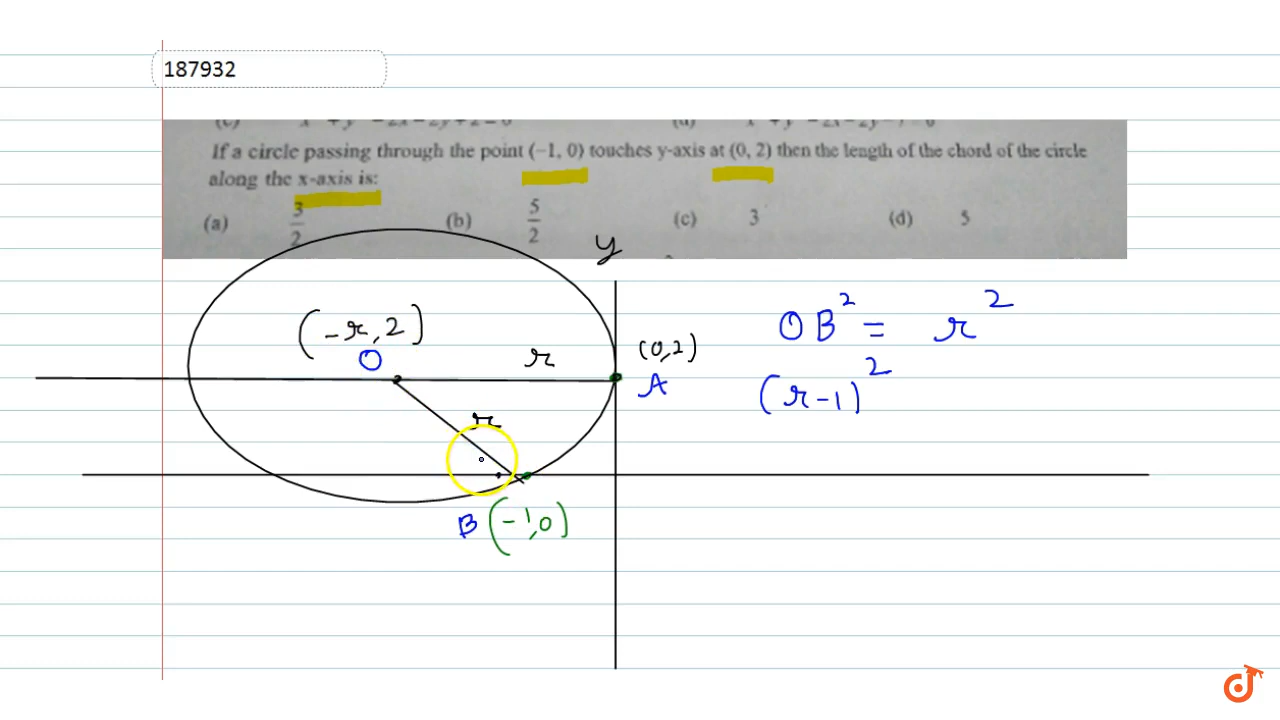 187932
If a circle passing through the point (−1, 0) touches y-axis at (0, 2) then the length of the chord of the circle
along the x-axis is:
(a) 3/2 (b) 5/2 (c) 3 (d) 5
y
(-r, 2)
O
r
(0, 2)
A
r
B (-1, 0)
OB² = r²
(r-1)²